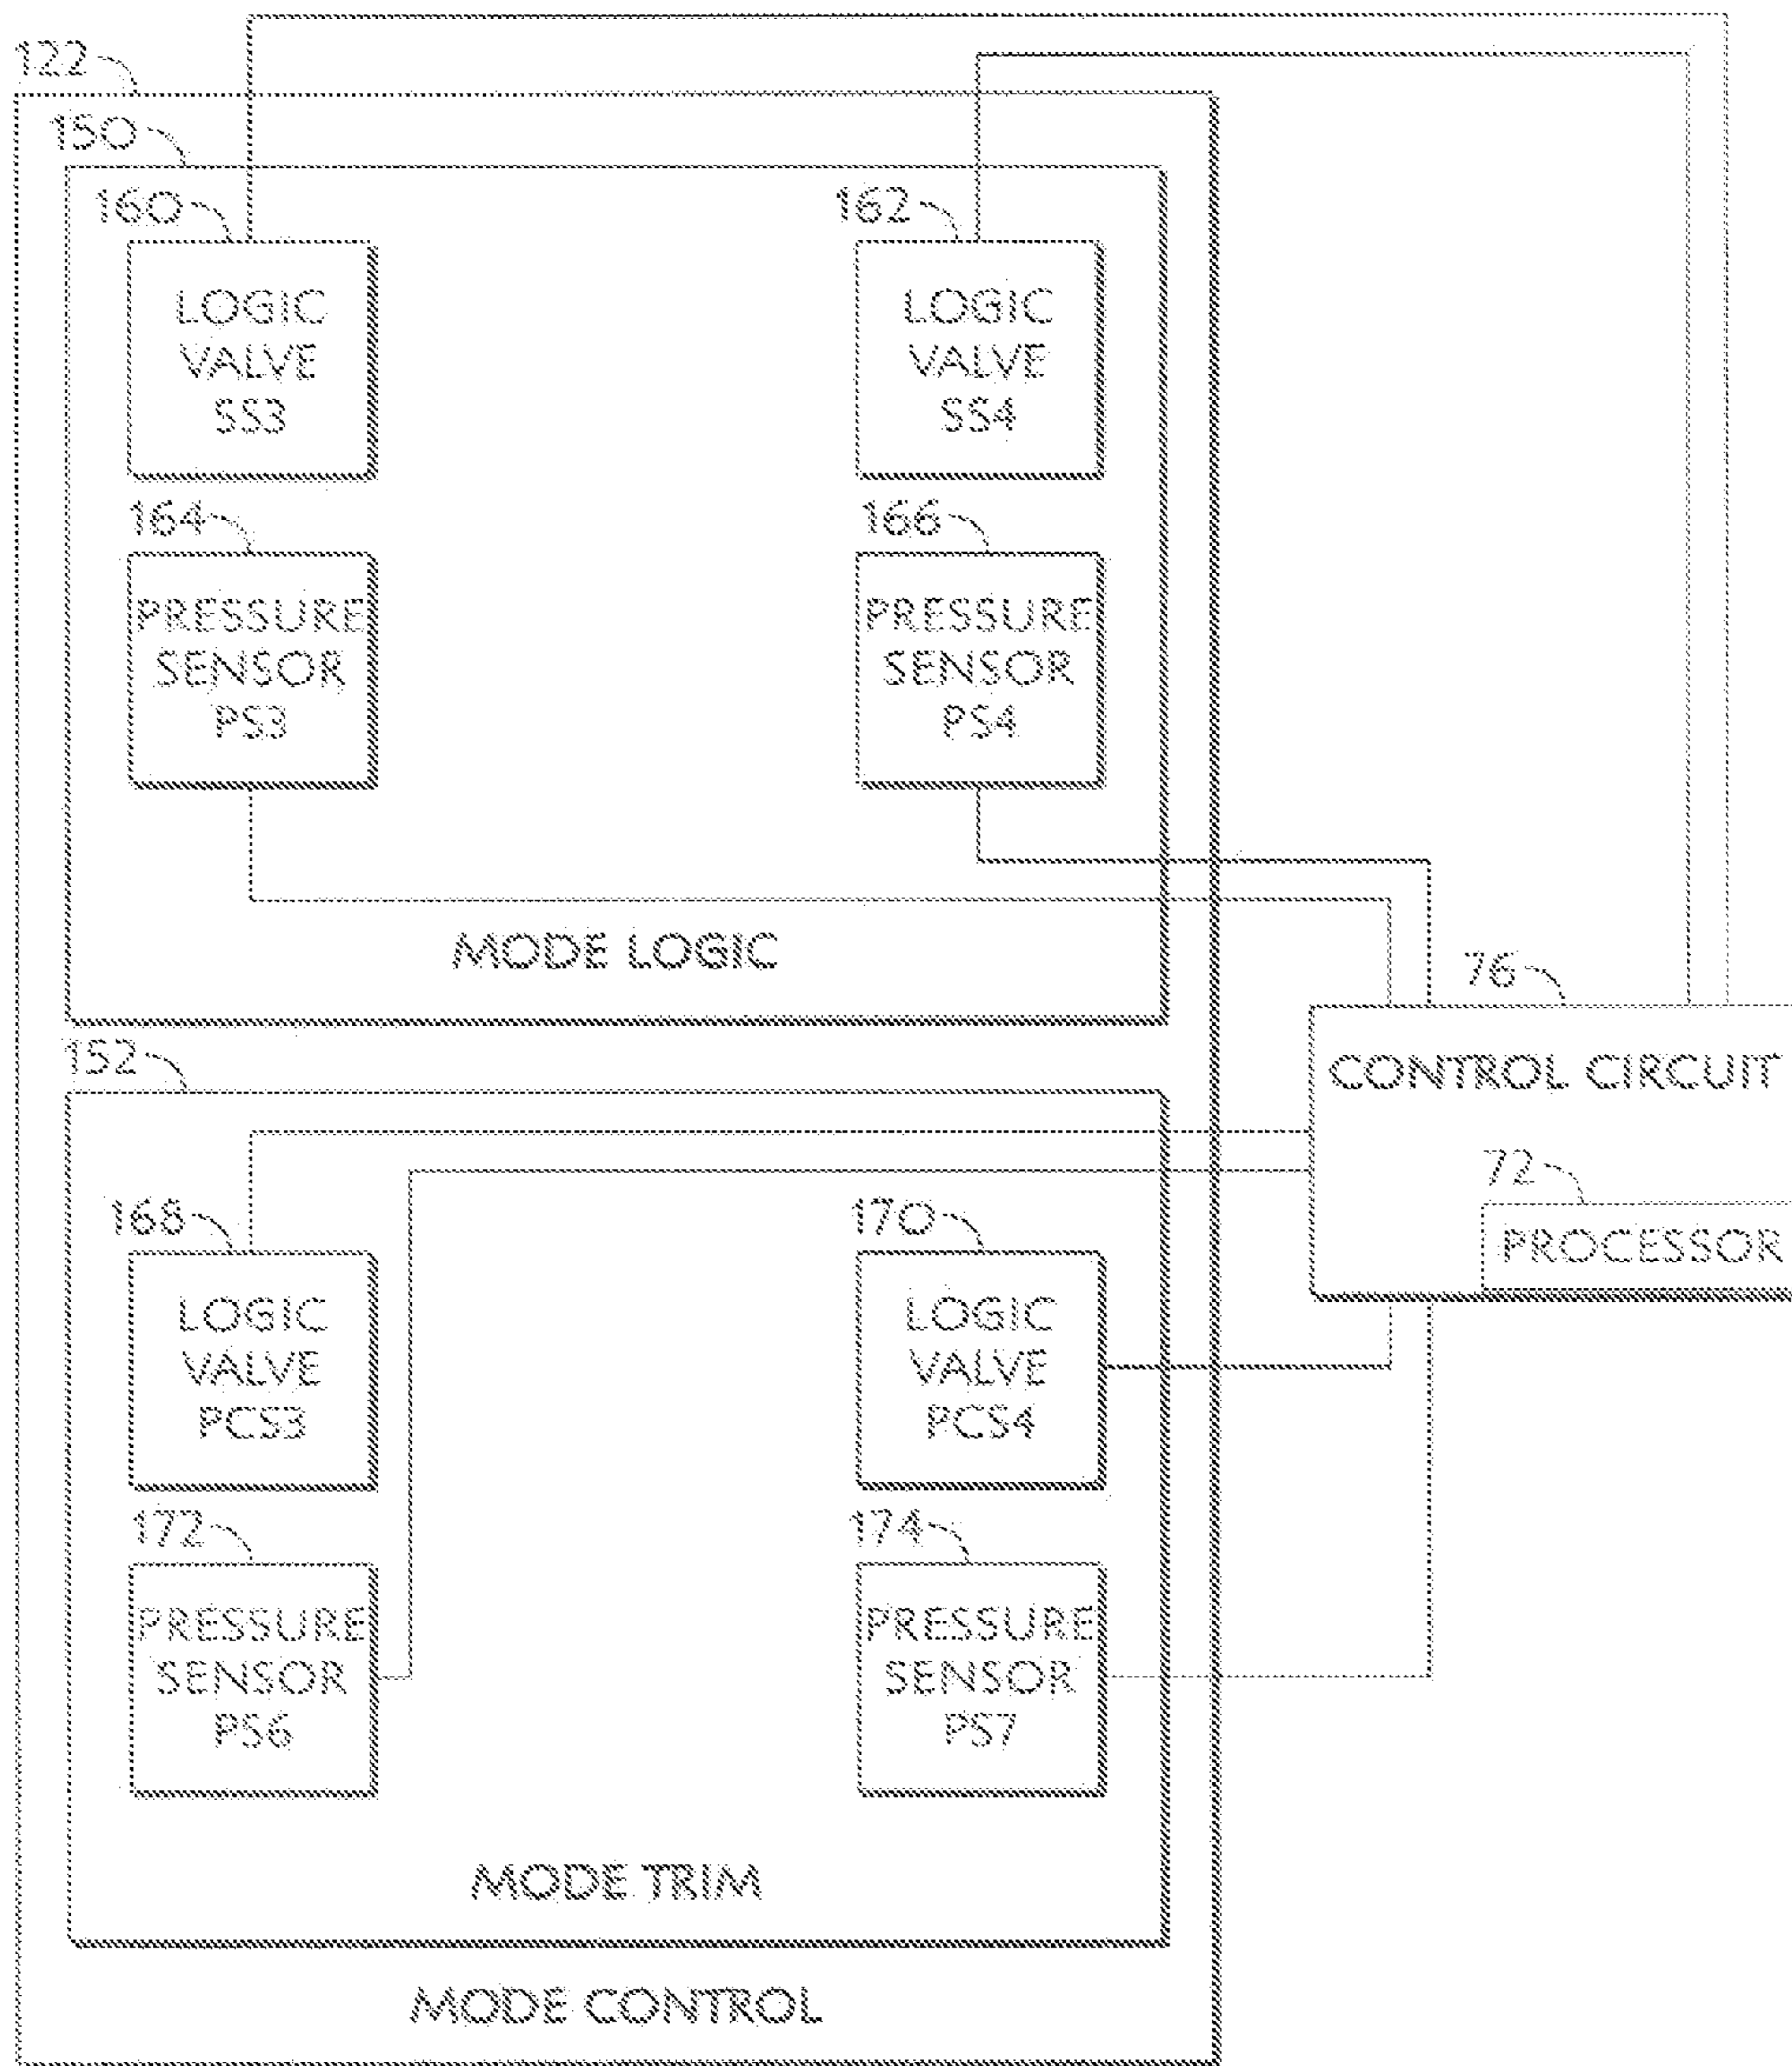 122
150
160
162
LOGIC
VALVE
SS3
LOGIC
VALVE
SS4
164
166
PRESSURE
SENSOR
PS3
PRESSURE
SENSOR
PS4
MODE LOGIC
76
CONTROL CIRCUIT
72
PROCESSOR
152
168
170
LOGIC
VALVE
PCS3
LOGIC
VALVE
PCS4
172
174
PRESSURE
SENSOR
PS6
PRESSURE
SENSOR
PS7
MODE TRIM
MODE CONTROL